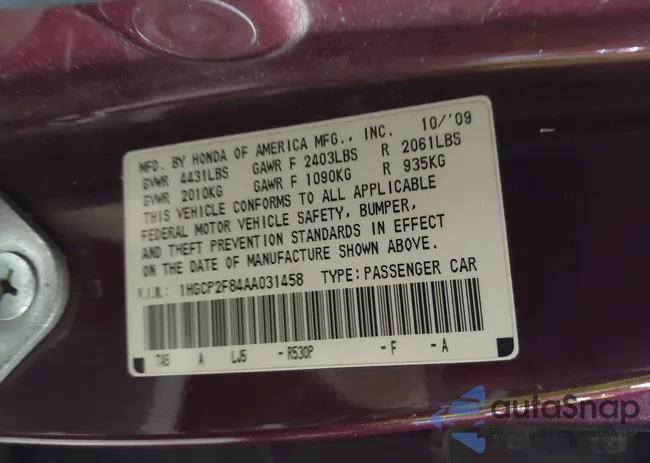 MFD. BY HONDA OF AMERICA MFG., INC. 10/'09
GVWR 4431LBS GAWR F 2403LBS R 2061LBS
GVWR 2010KG GAWR F 1090KG R 935KG
THIS VEHICLE CONFORMS TO ALL APPLICABLE
FEDERAL MOTOR VEHICLE SAFETY, BUMPER,
AND THEFT PREVENTION STANDARDS IN EFFECT
ON THE DATE OF MANUFACTURE SHOWN ABOVE.
V.I.N.: 1HGCP2F84AA031458 TYPE: PASSENGER CAR
TA5 A LJ5 -R530P -F -A
autoSnap